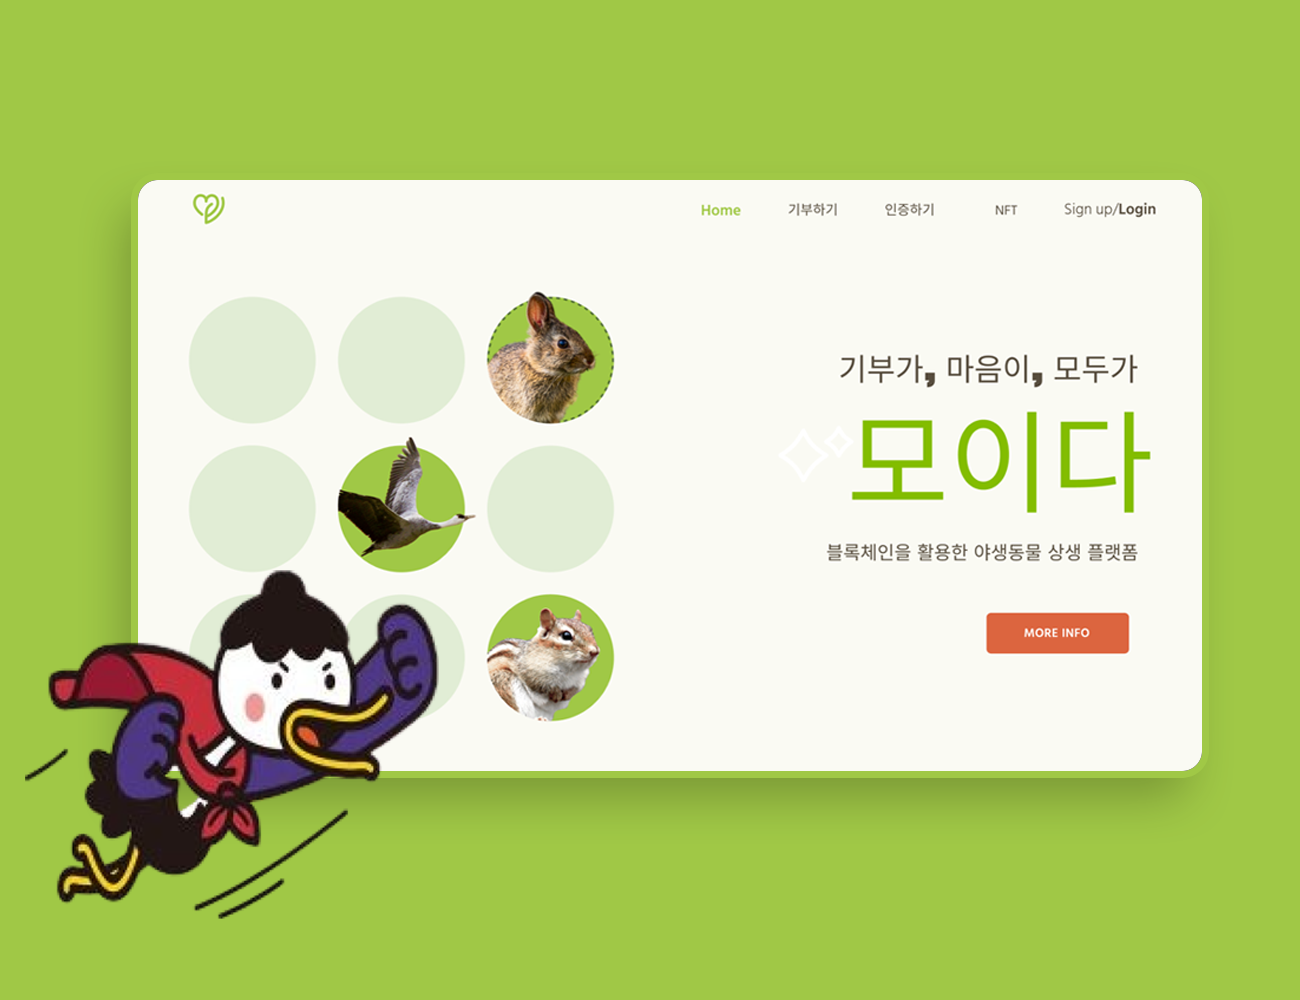 Home 기부하기 인증하기 NFT Sign up/Login
기부가, 마음이, 모두가
모이다
블록체인을 활용한 야생동물 상생 플랫폼
MORE INFO